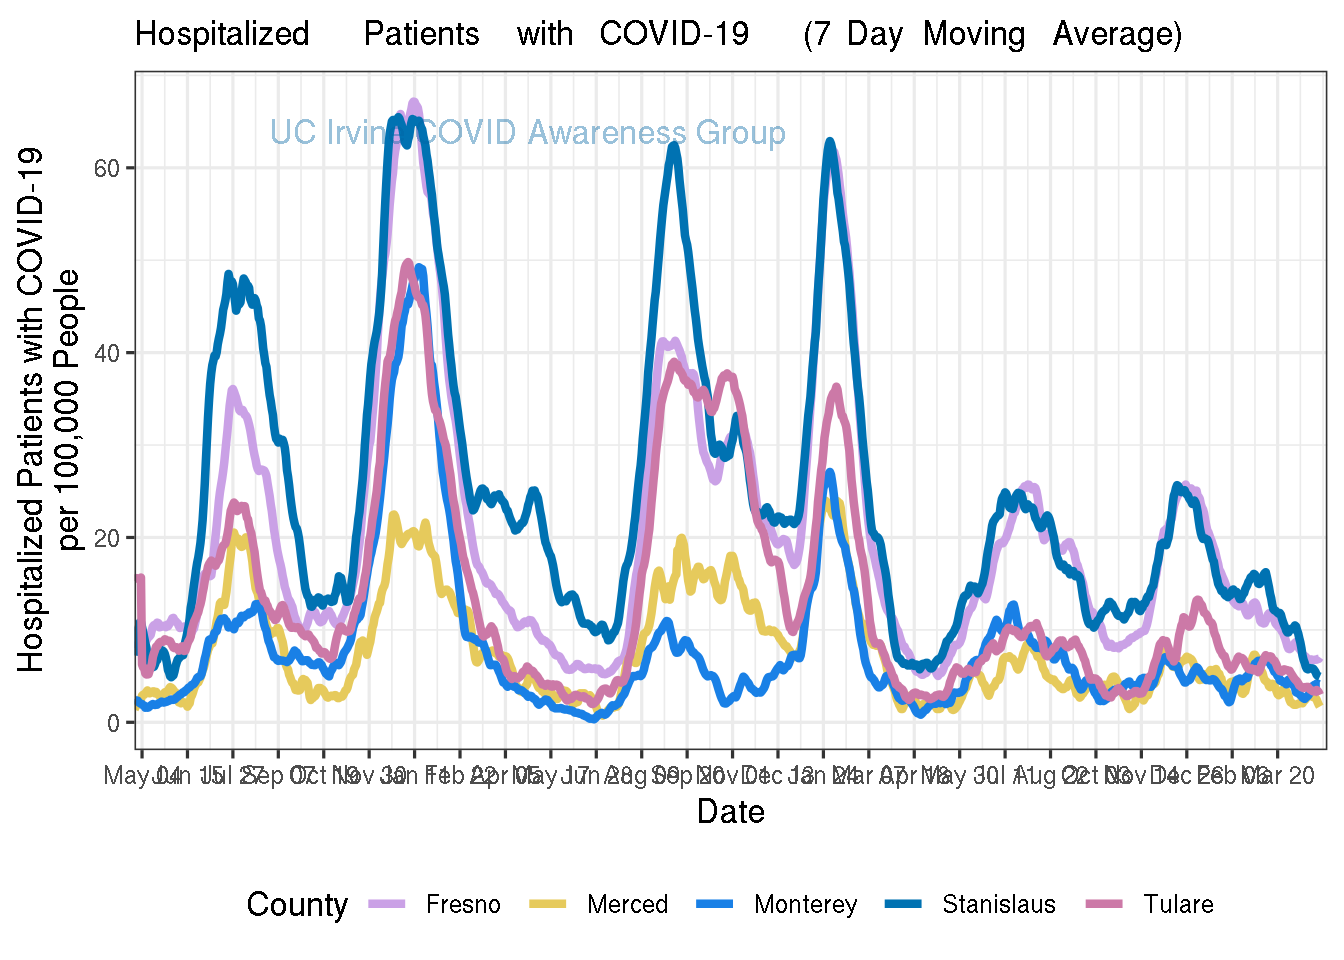 Hospitalized Patients with COVID-19 (7 Day Moving Average)
UC Irvine COVID Awareness Group
Hospitalized Patients with COVID-19
per 100,000 People
60
40
20
0
May 04 Jun 15 Jul 27 Sep 07 Oct 19 Nov 30 Jan 11 Feb 22 Apr 05 May 17 Jun 28 Aug 09 Sep 20 Nov 01 Dec 13 Jan 24 Mar 07 Apr 18 May 30 Jul 11 Aug 22 Oct 03 Nov 14 Dec 26 Feb 06 Mar 20
Date
County Fresno Merced Monterey Stanislaus Tulare